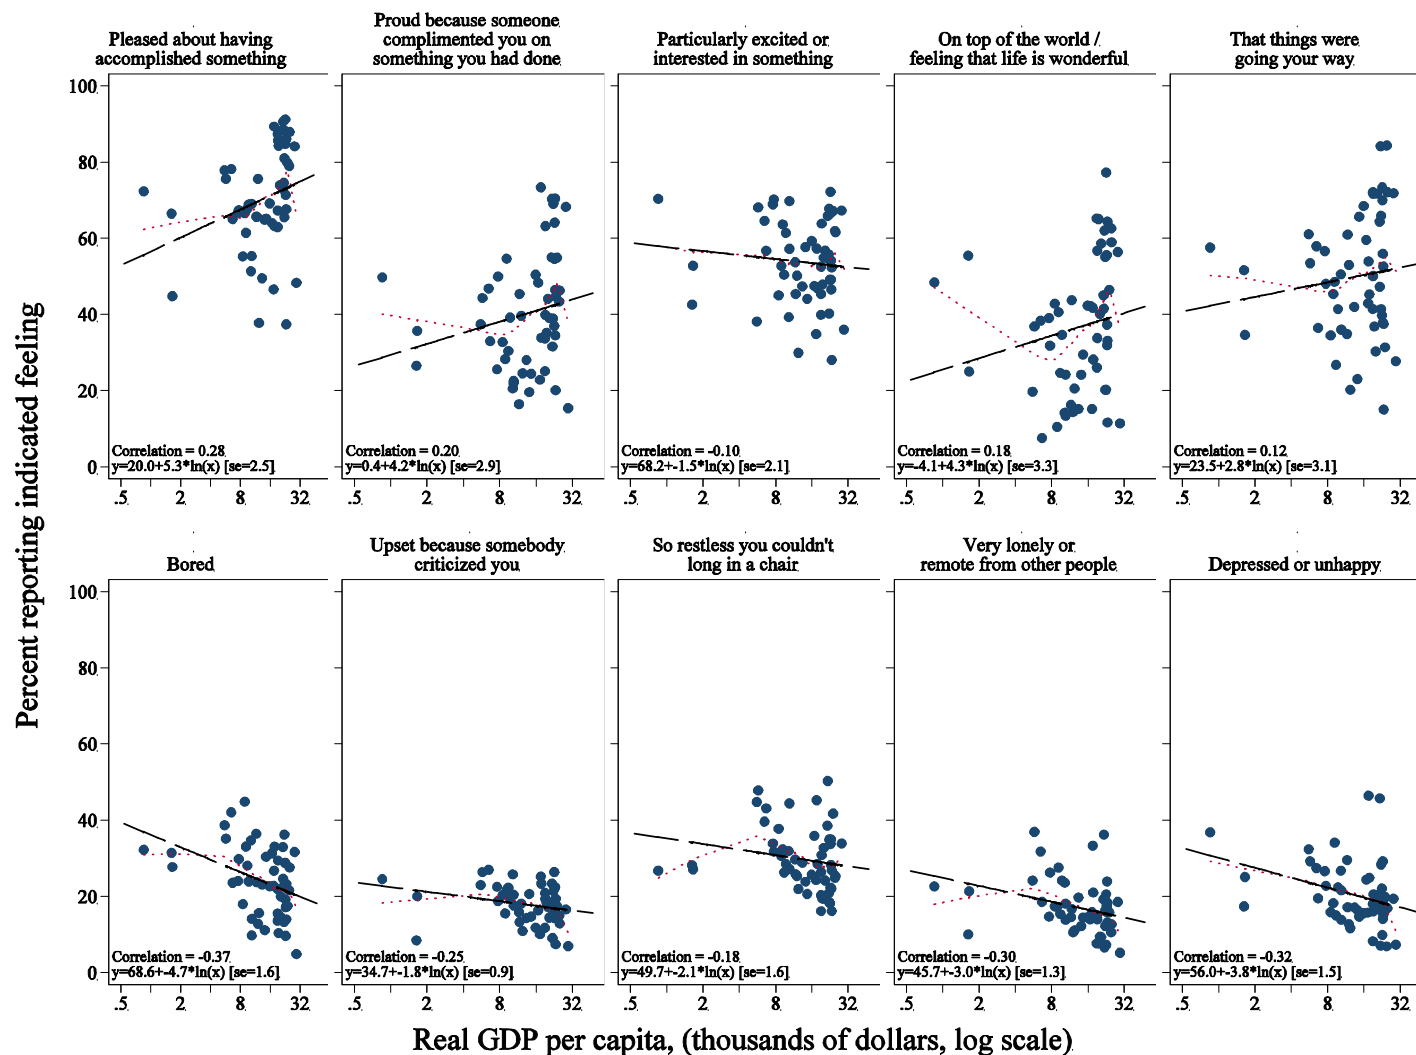 Percent reporting indicated feeling
Pleased about having
accomplished something
Proud because someone
complimented you on
something you had done
Particularly excited or
interested in something
On top of the world /
feeling that life is wonderful
That things were
going your way
100
80
60
40
20
0
Correlation = 0.28
y=20.0+5.3*ln(x) [se=2.5]
Correlation = 0.20
y=0.4+4.2*ln(x) [se=2.9]
Correlation = -0.10
y=68.2+-1.5*ln(x) [se=2.1]
Correlation = 0.18
y=-4.1+4.3*ln(x) [se=3.3]
Correlation = 0.12
y=23.5+2.8*ln(x) [se=3.1]
.5 2 8 32
.5 2 8 32
.5 2 8 32
.5 2 8 32
.5 2 8 32
Bored
Upset because somebody
criticized you
So restless you couldn't
long in a chair
Very lonely or
remote from other people
Depressed or unhappy
100
80
60
40
20
0
Correlation = -0.37
y=68.6+-4.7*ln(x) [se=1.6]
Correlation = -0.25
y=34.7+-1.8*ln(x) [se=0.9]
Correlation = -0.18
y=49.7+-2.1*ln(x) [se=1.6]
Correlation = -0.30
y=45.7+-3.0*ln(x) [se=1.3]
Correlation = -0.32
y=56.0+-3.8*ln(x) [se=1.5]
.5 2 8 32
.5 2 8 32
.5 2 8 32
.5 2 8 32
.5 2 8 32
Real GDP per capita, (thousands of dollars, log scale)